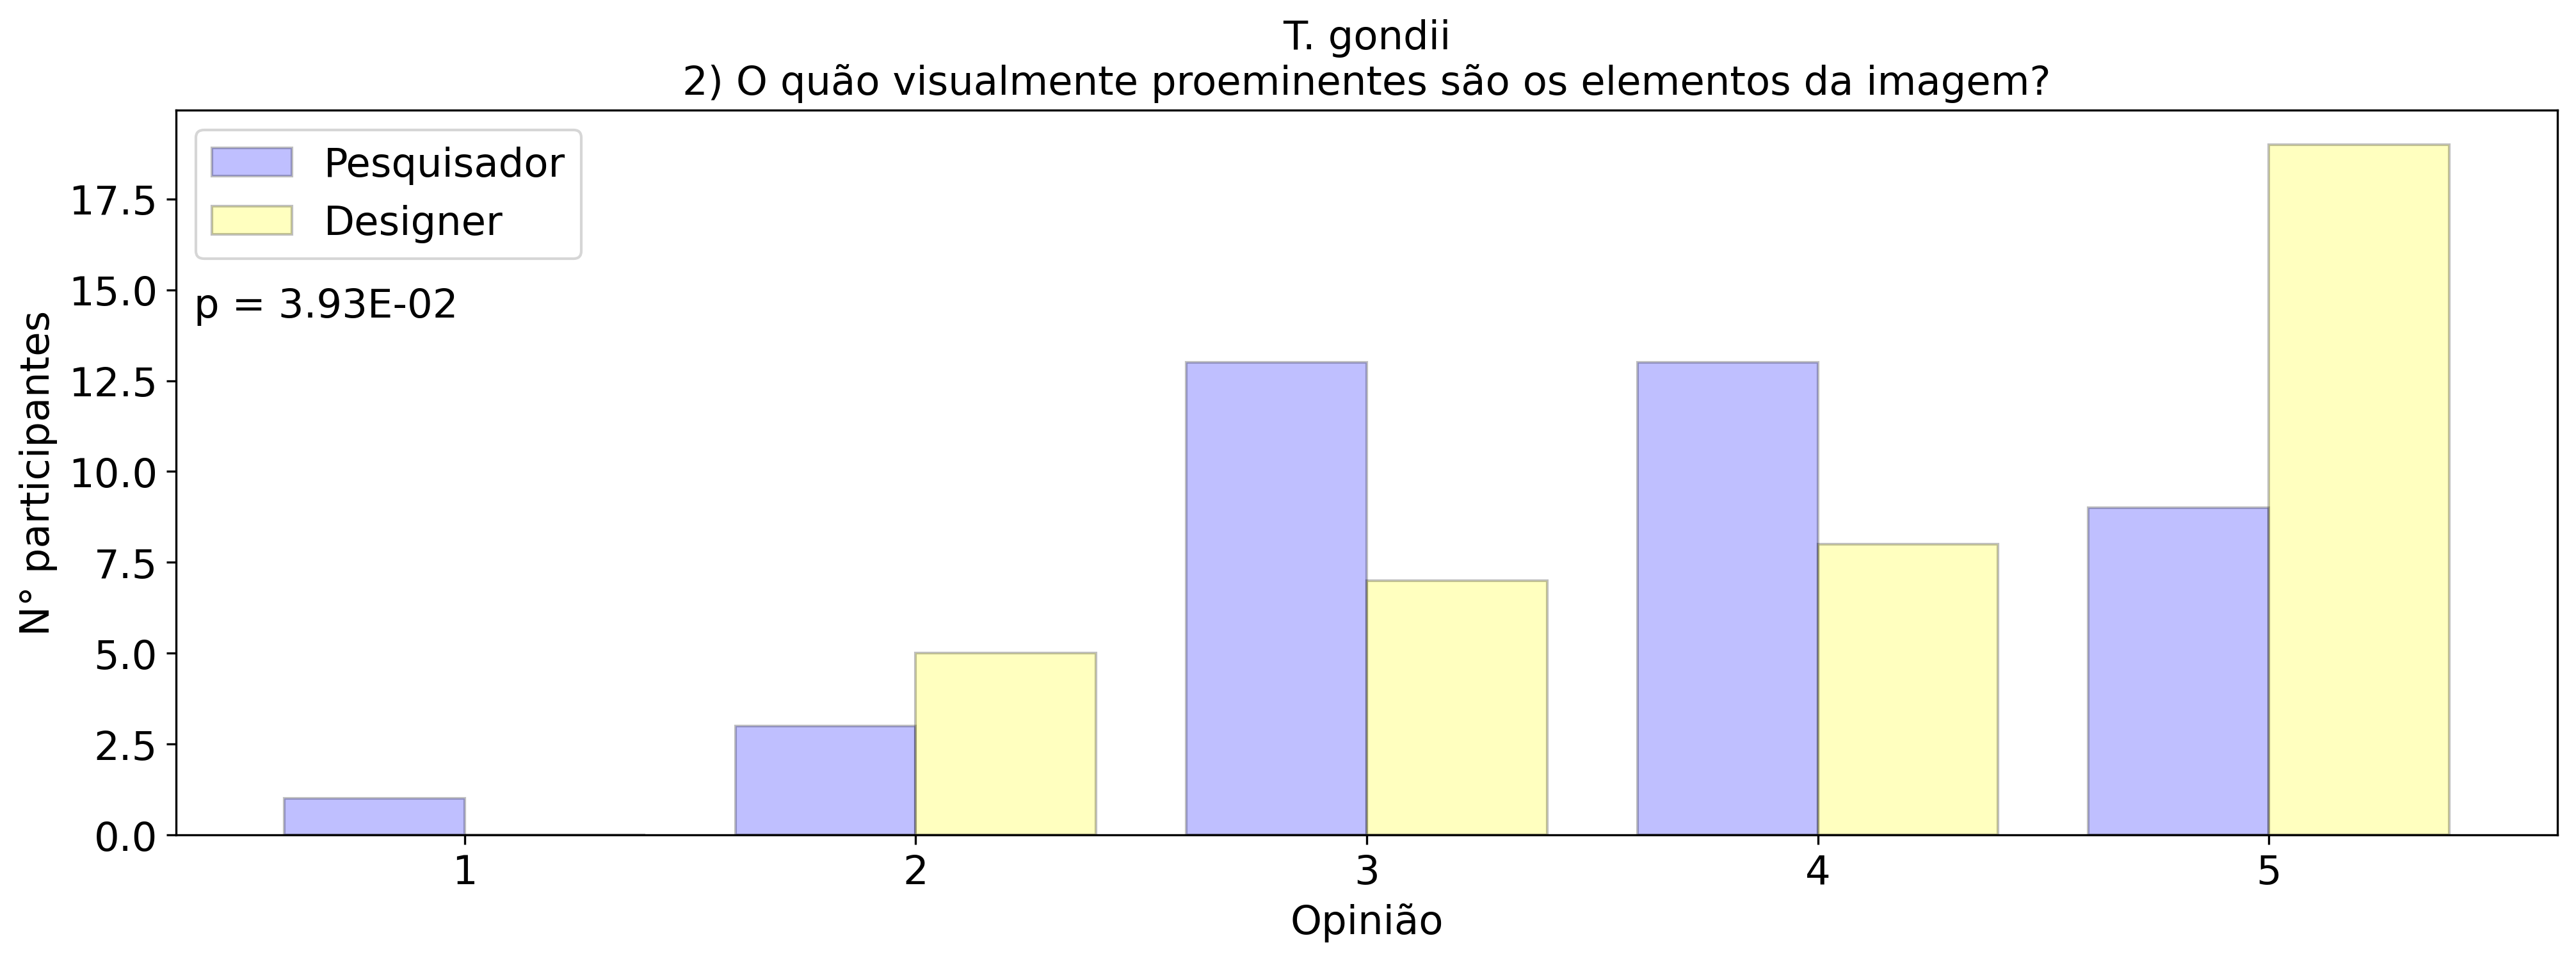 T. gondii
2) O quão visualmente proeminentes são os elementos da imagem?
Pesquisador
Designer
p = 3.93E-02
N° participantes
17.5
15.0
12.5
10.0
7.5
5.0
2.5
0.0
1 2 3 4 5
Opinião